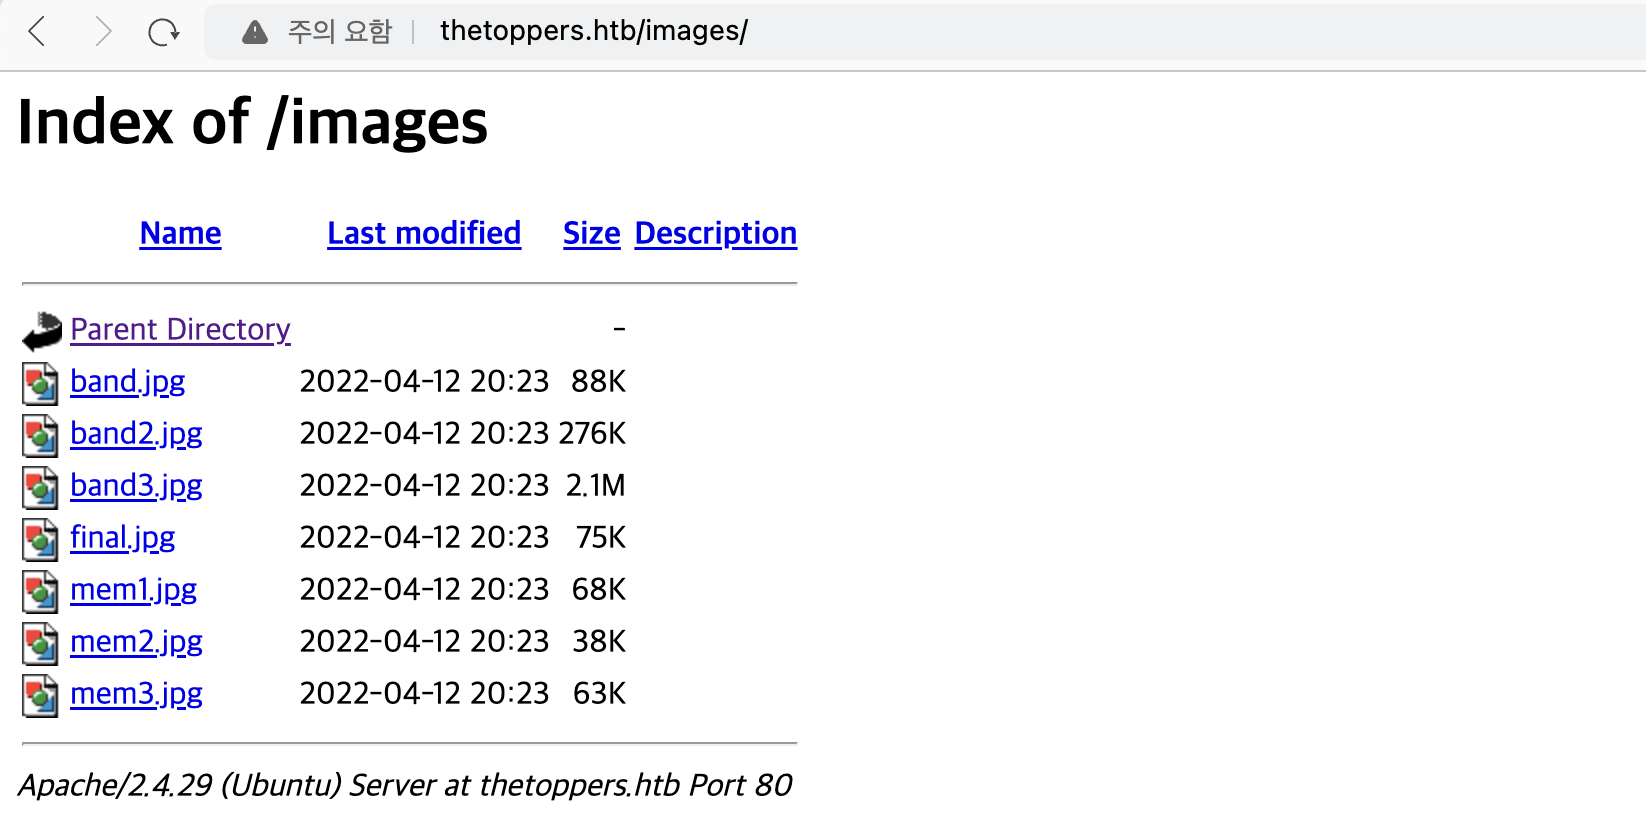 주의 요함 thetoppers.htb/images/
Index of /images
Name Last modified Size Description
Parent Directory -
band.jpg 2022-04-12 20:23 88K
band2.jpg 2022-04-12 20:23 276K
band3.jpg 2022-04-12 20:23 2.1M
final.jpg 2022-04-12 20:23 75K
mem1.jpg 2022-04-12 20:23 68K
mem2.jpg 2022-04-12 20:23 38K
mem3.jpg 2022-04-12 20:23 63K
Apache/2.4.29 (Ubuntu) Server at thetoppers.htb Port 80